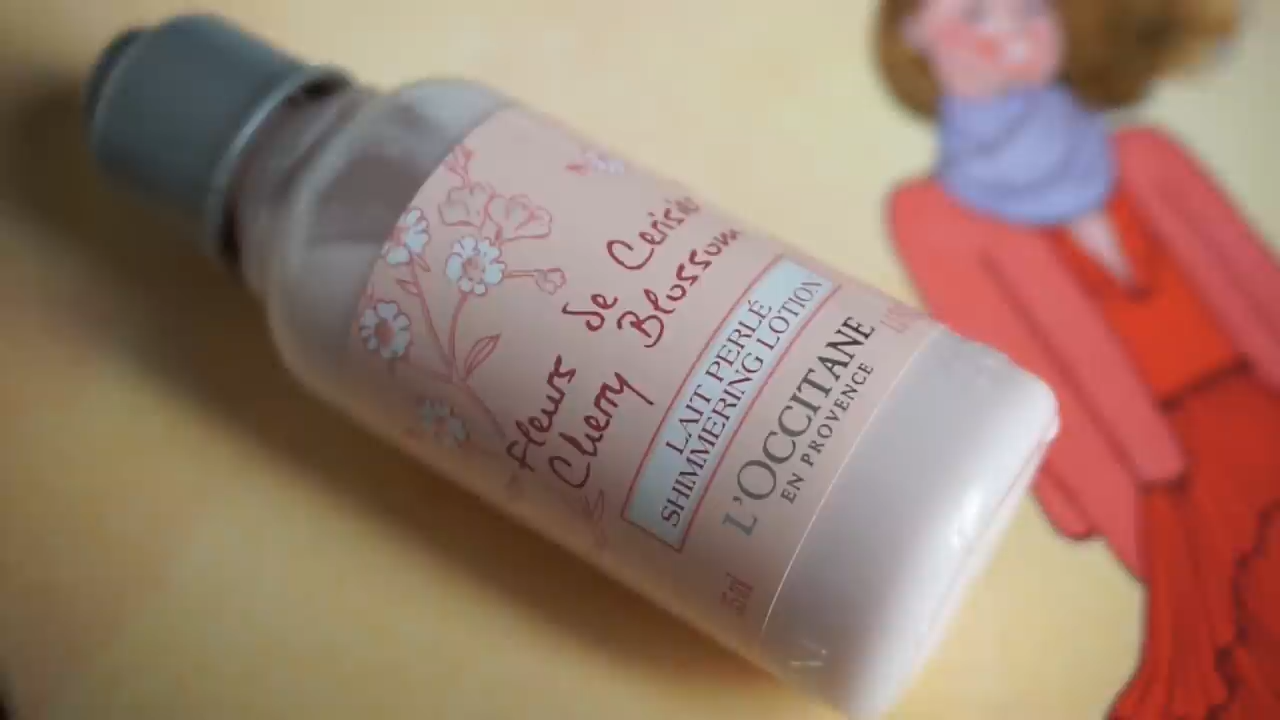 Fleurs de Cerisier
Cherry Blossom
LAIT PERLÉ
SHIMMERING LOTION
L'OCCITANE
EN PROVENCE